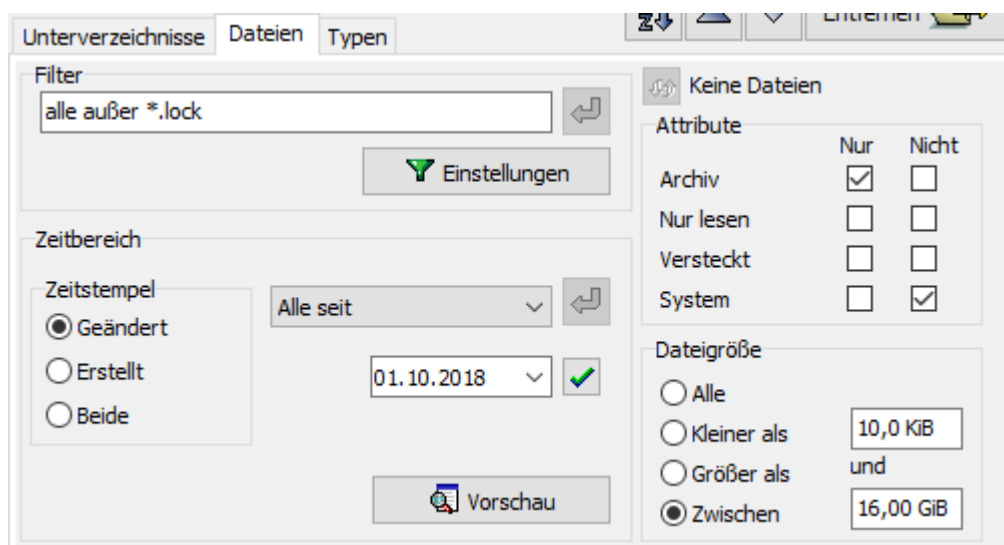 Entfernen
Unterverzeichnisse Dateien Typen
Filter
alle außer *.lock
Einstellungen
Zeitbereich
Zeitstempel
Geändert
Erstellt
Beide
Alle seit
01.10.2018
Vorschau
Keine Dateien
Attribute
Nur Nicht
Archiv
Nur lesen
Versteckt
System
Dateigröße
Alle
Kleiner als 10,0 KiB
Größer als und
Zwischen 16,00 GiB